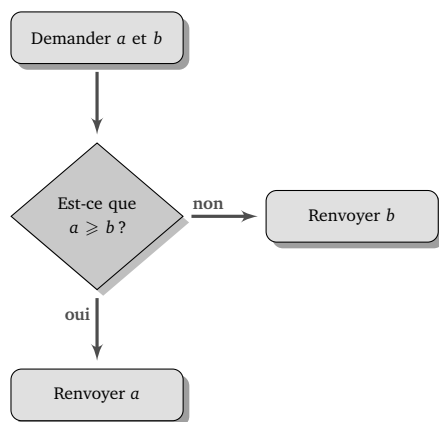 Demander a et b
Est-ce que
a ⩾ b ?
non
Renvoyer b
oui
Renvoyer a